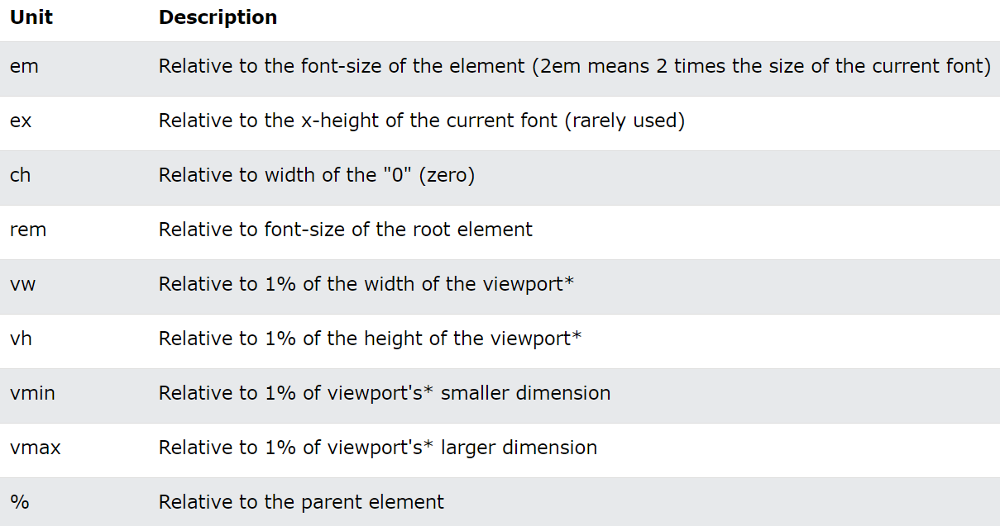 Unit Description
em Relative to the font-size of the element (2em means 2 times the size of the current font)
ex Relative to the x-height of the current font (rarely used)
ch Relative to width of the "0" (zero)
rem Relative to font-size of the root element
vw Relative to 1% of the width of the viewport*
vh Relative to 1% of the height of the viewport*
vmin Relative to 1% of viewport's* smaller dimension
vmax Relative to 1% of viewport's* larger dimension
% Relative to the parent element